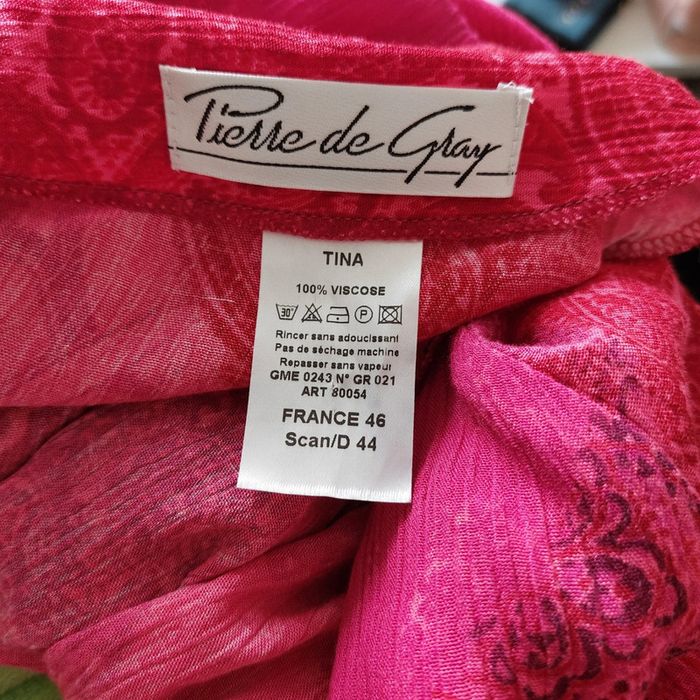 Pierre de Gray
TINA
100% VISCOSE
30°
P
Rincer sans adoucissant
Pas de séchage machine
Repasser sans vapeur
GME 0243 N° GR 021
ART 80054
FRANCE 46
Scan/D 44